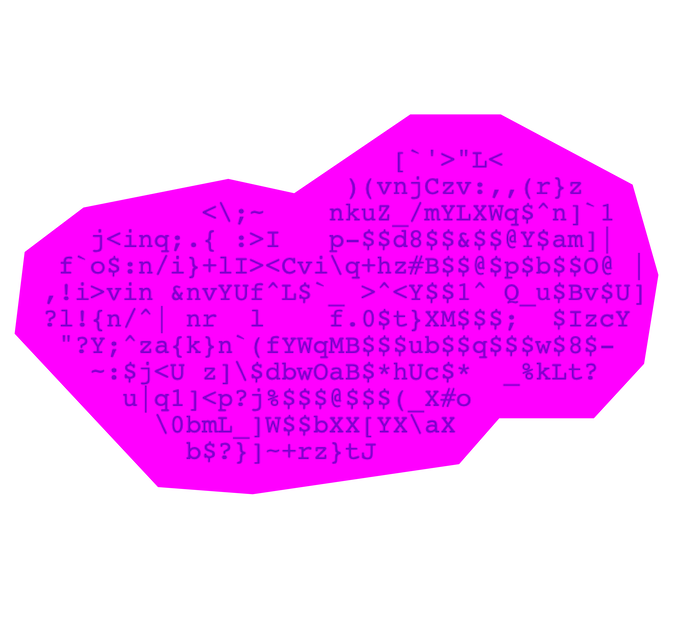 [`'>"L<
)(vnjCzv:,,(r}z
<\;~    nkuZ_/mYLXWq$^n]`1
j<inq;.{ :>I   p-$$d8$$&$$@Y$am]|
f`o$:n/i}+lI><Cvi\q+hz#B$$@$p$b$$O@ |
,!i>vin &nvYUf^L$`_ >^<Y$$1^ Q_u$Bv$U]
?l!{n/^| nr  l    f.0$t}XM$$$;  $IzcY
"?Y;^za{k}n`(fYWqMB$$$ub$$q$$$w$8$-
~:$j<U z]\$dbwOaB$*hUc$*  _%kLt?
u|q1]<p?j%$$$@$$$(_X#o
\0bmL_]W$$bXX[YX\aX
b$?}]~+rz}tJ